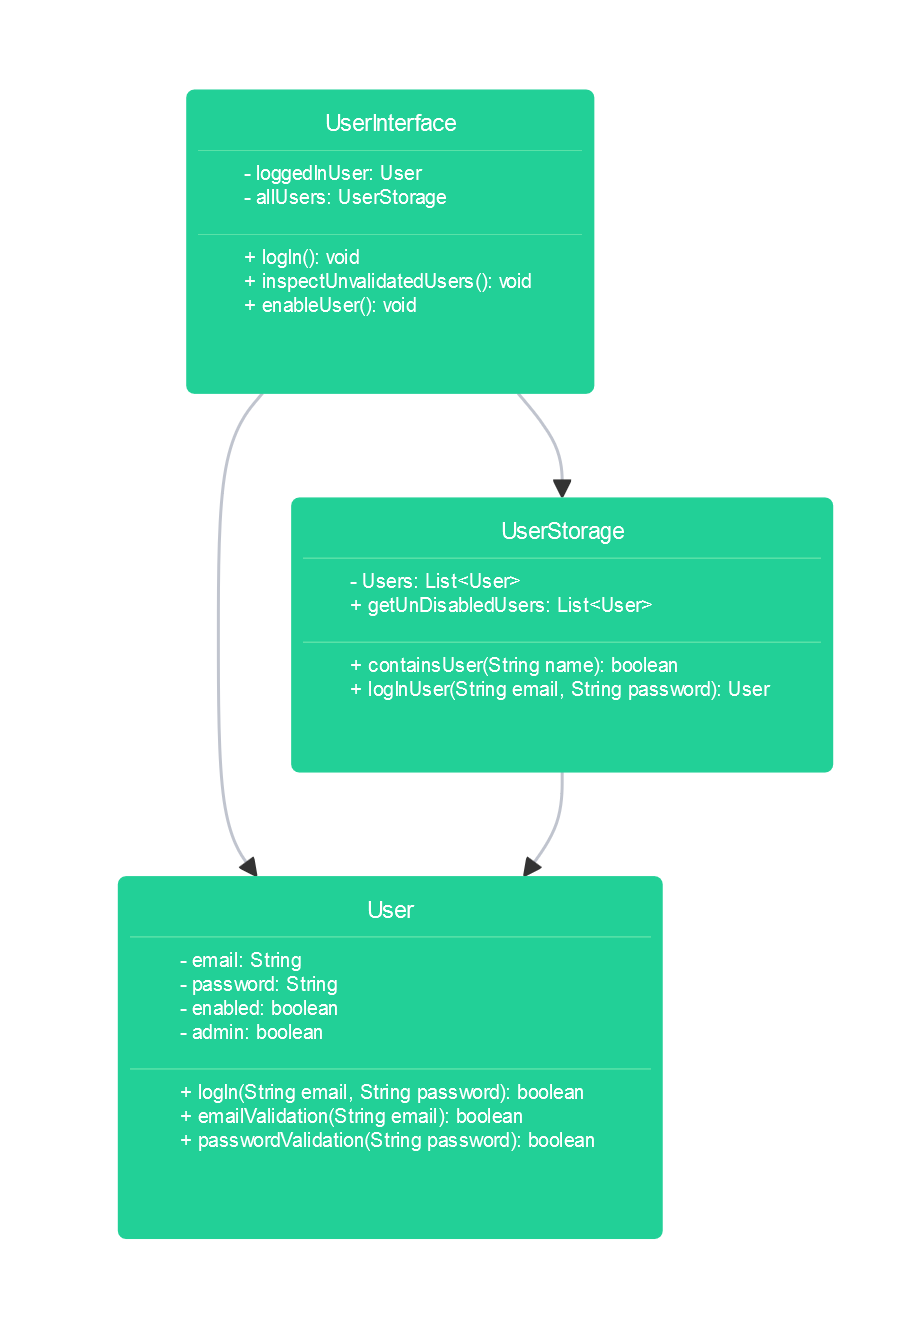 UserInterface
- loggedInUser: User
- allUsers: UserStorage
+ logIn(): void
+ inspectUnvalidatedUsers(): void
+ enableUser(): void
UserStorage
- Users: List<User>
+ getUnDisabledUsers: List<User>
+ containsUser(String name): boolean
+ logInUser(String email, String password): User
User
- email: String
- password: String
- enabled: boolean
- admin: boolean
+ logIn(String email, String password): boolean
+ emailValidation(String email): boolean
+ passwordValidation(String password): boolean